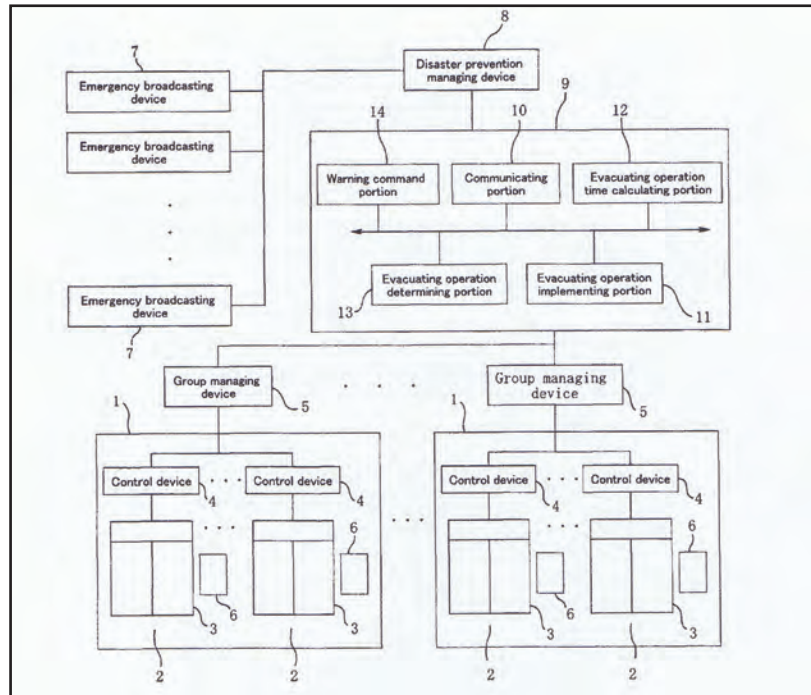 8
7
Disaster prevention
managing device
Emergency broadcasting
device
9
14
10
12
Emergency broadcasting
device
Warning command
portion
Communicating
portion
Evacuating operation
time calculating portion
Evacuating operation
determining portion
Evacuating operation
implementing portion
Emergency broadcasting
device
13
11
7
Group managing
device
Group managing
device
5
5
1
1
Control device
Control device
Control device
Control device
4
4
4
4
6
6
6
6
3
3
3
3
2
2
2
2